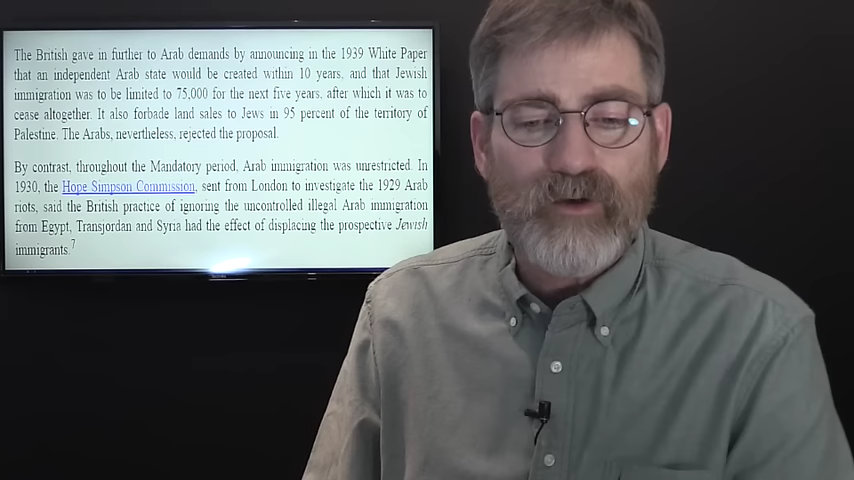 The British gave in further to Arab demands by announcing in the 1939 White Paper
that an independent Arab state would be created within 10 years, and that Jewish
immigration was to be limited to 75,000 for the next five years, after which it was to
cease altogether. It also forbade land sales to Jews in 95 percent of the territory of
Palestine. The Arabs, nevertheless, rejected the proposal.
By contrast, throughout the Mandatory period, Arab immigration was unrestricted. In
1930, the Hope Simpson Commission, sent from London to investigate the 1929 Arab
riots, said the British practice of ignoring the uncontrolled illegal Arab immigration
from Egypt, Transjordan and Syria had the effect of displacing the prospective Jewish
immigrants.7